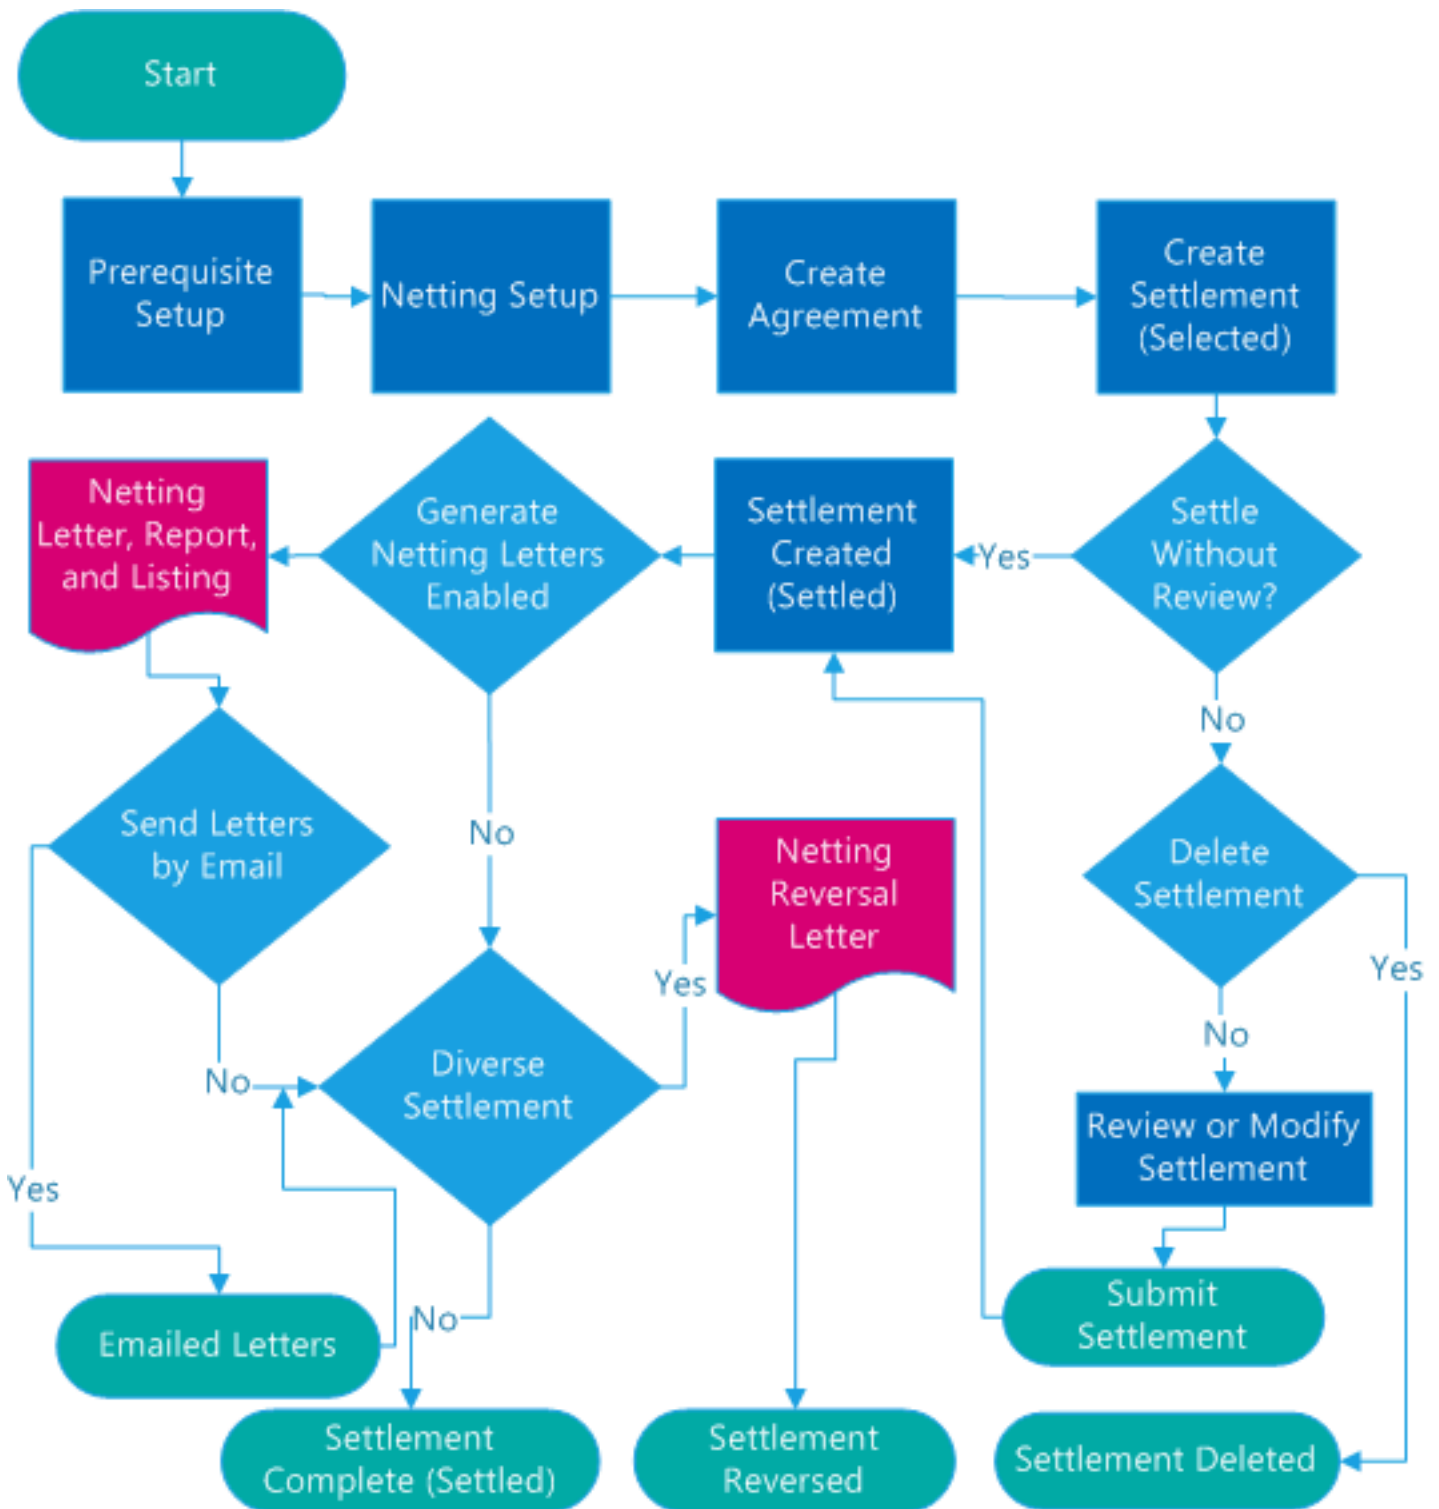 Start
Prerequisite
Setup
Netting Setup
Create
Agreement
Create
Settlement
(Selected)
Netting
Letter, Report,
and Listing
Generate
Netting Letters
Enabled
Settlement
Created
(Settled)
Yes
Settle
Without
Review?
No
Send Letters
by Email
No
Netting
Reversal
Letter
Delete
Settlement
Yes
Yes
No
No
Diverse
Settlement
Review or Modify
Settlement
Yes
Emailed Letters
No
Submit
Settlement
Settlement
Complete (Settled)
Settlement
Reversed
Settlement Deleted